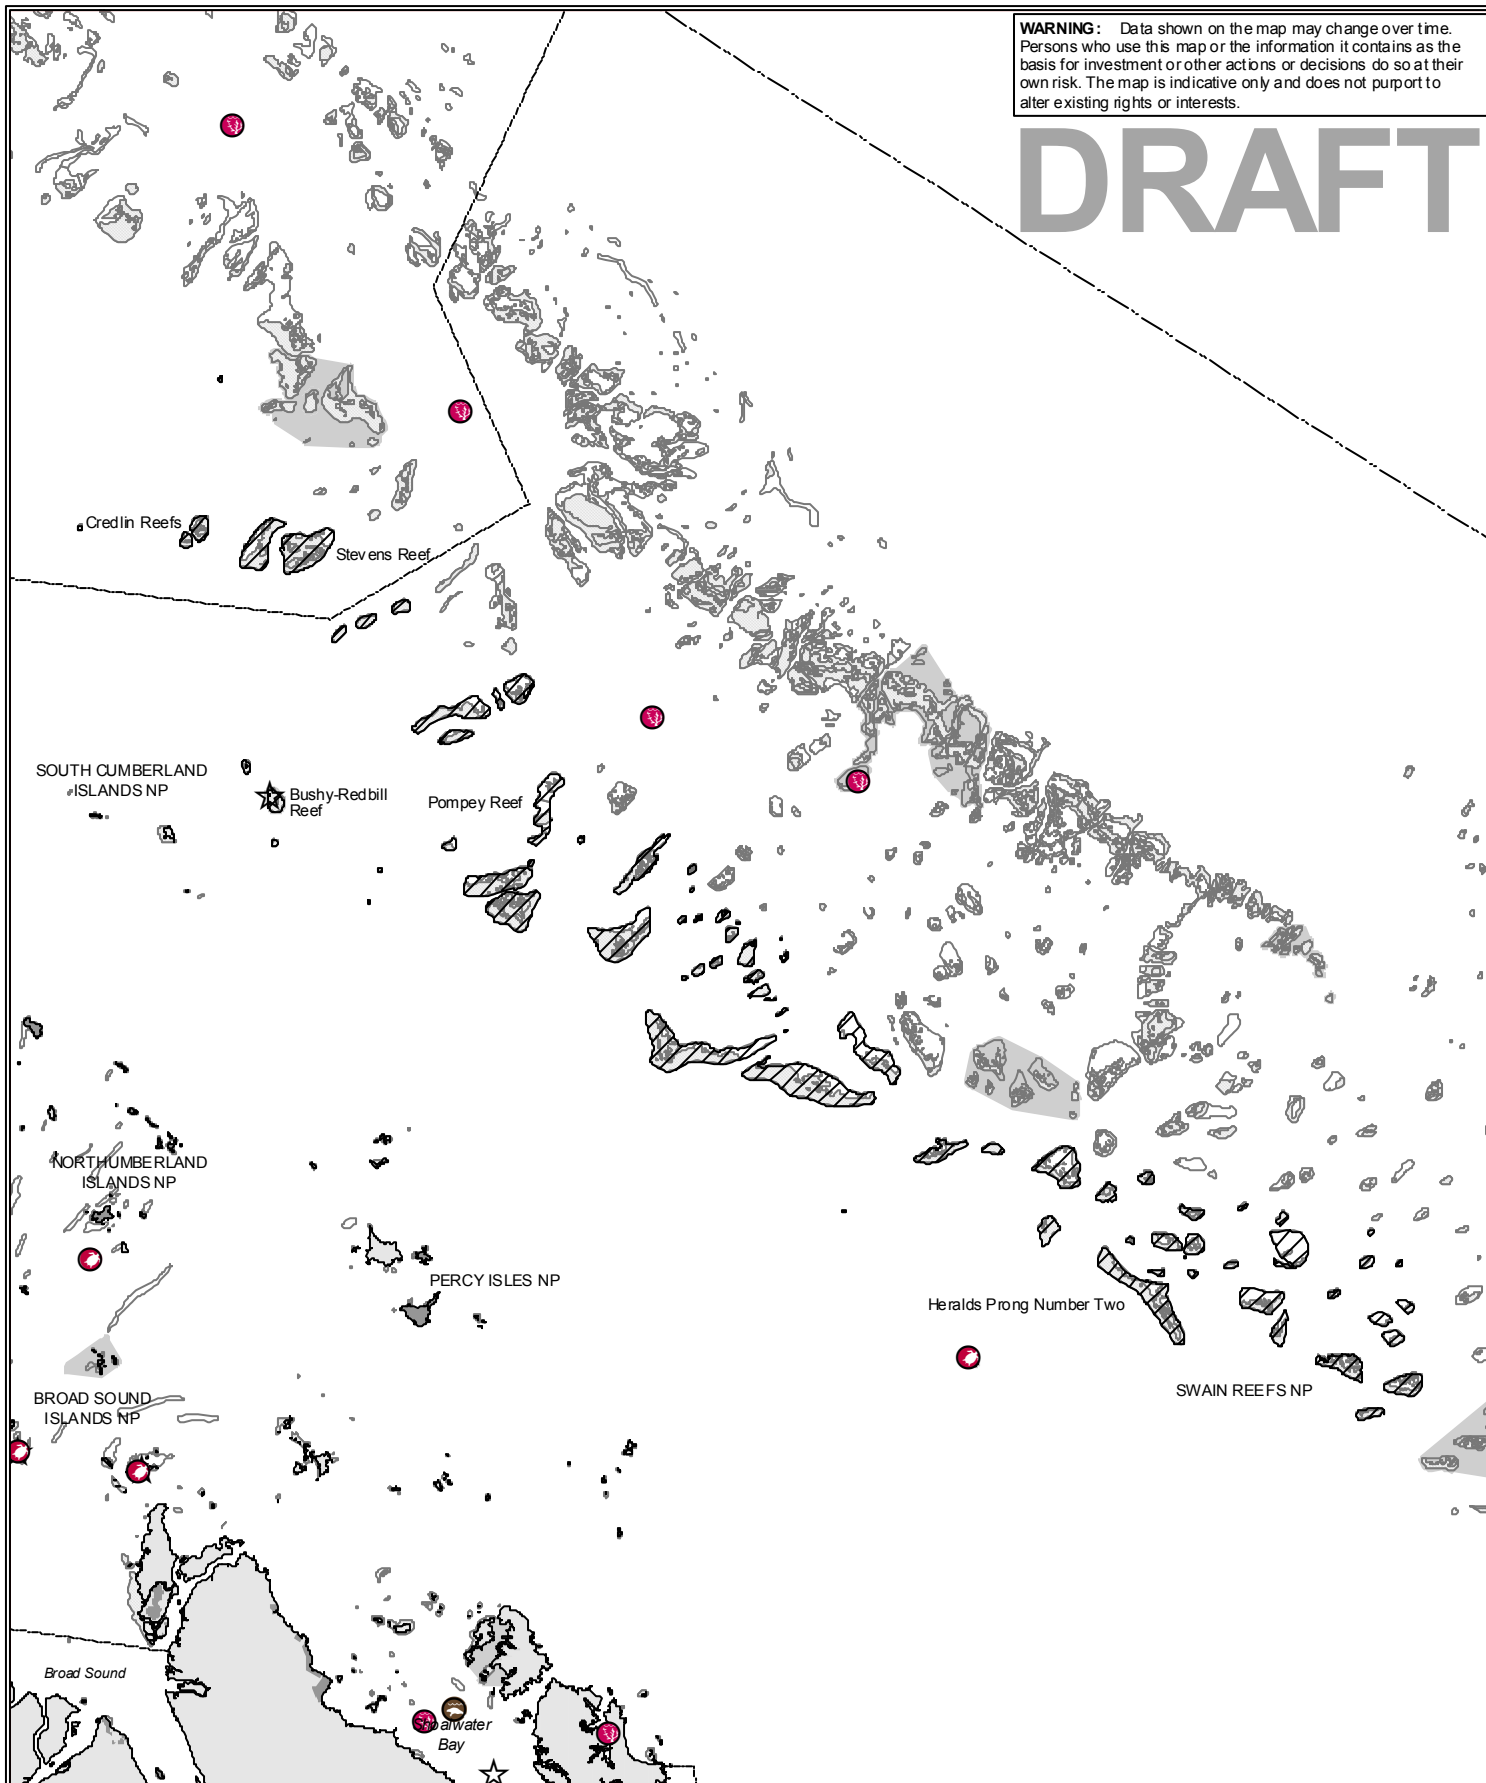 WARNING: Data shown on the map may change over time.
Persons who use this map or the information it contains as the
basis for investment or other actions or decisions do so at their
own risk. The map is indicative only and does not purport to
alter existing rights or interests.
DRAFT
Credlin Reefs
Stevens Reef
SOUTH CUMBERLAND
ISLANDS NP
Bushy-Redbill
Reef
Pompey Reef
NORTHUMBERLAND
ISLANDS NP
PERCY ISLES NP
Heralds Prong Number Two
SWAIN REEFS NP
BROAD SOUND
ISLANDS NP
Broad Sound
Shoalwater
Bay